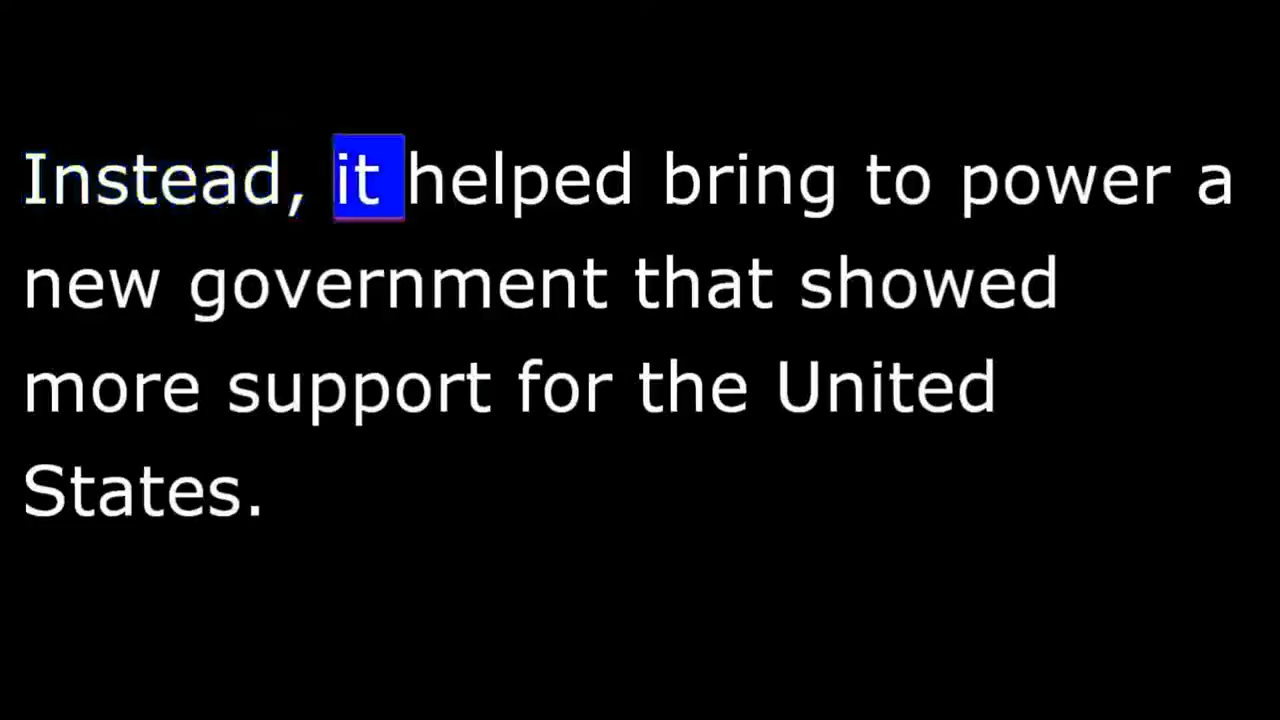 Instead, it helped bring to power a
new government that showed
more support for the United
States.